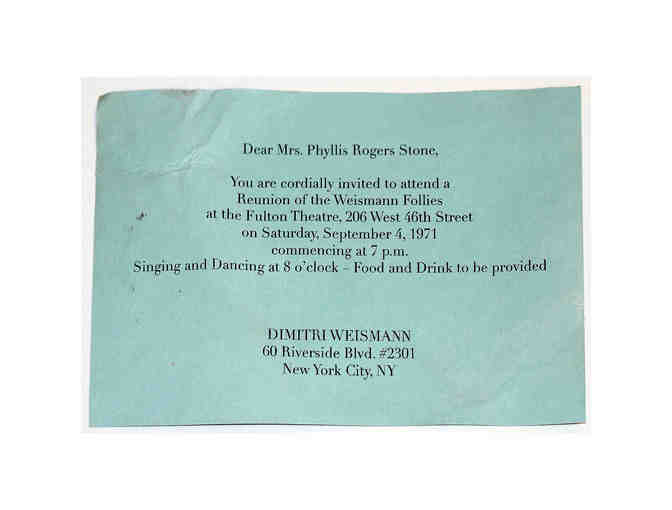 Dear Mrs. Phyllis Rogers Stone,
You are cordially invited to attend a
Reunion of the Weismann Follies
at the Fulton Theatre, 206 West 46th Street
on Saturday, September 4, 1971
commencing at 7 p.m.
Singing and Dancing at 8 o'clock – Food and Drink to be provided
DIMITRI WEISMANN
60 Riverside Blvd. #2301
New York City, NY